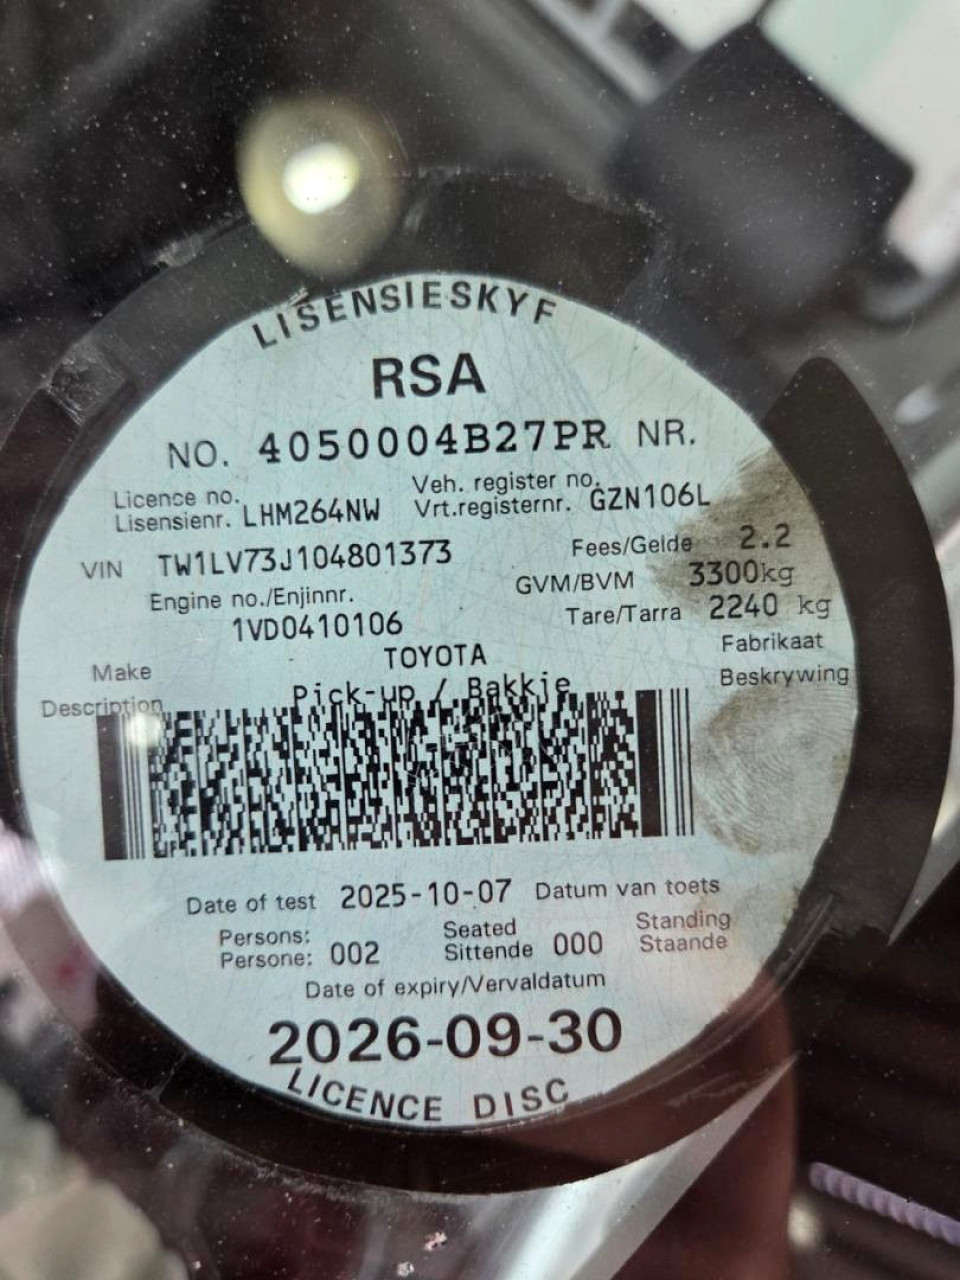 LISENSIESKYF
RSA
NO. 4050004B27PR NR.
Licence no. Veh. register no.
Lisensienr. LHM264NW Vrt.registernr. GZN106L
VIN TW1LV73J104801373 Fees/Gelde 2.2
Engine no./Enjinnr. GVM/BVM 3300kg
1VD0410106 Tare/Tarra 2240 kg
Make TOYOTA Fabrikaat
Description Pick-up / Bakkie Beskrywing
Date of test 2025-10-07 Datum van toets
Persons: Seated Standing
Persone: 002 Sittende 000 Staande
Date of expiry/Vervaldatum
2026-09-30
LICENCE DISC